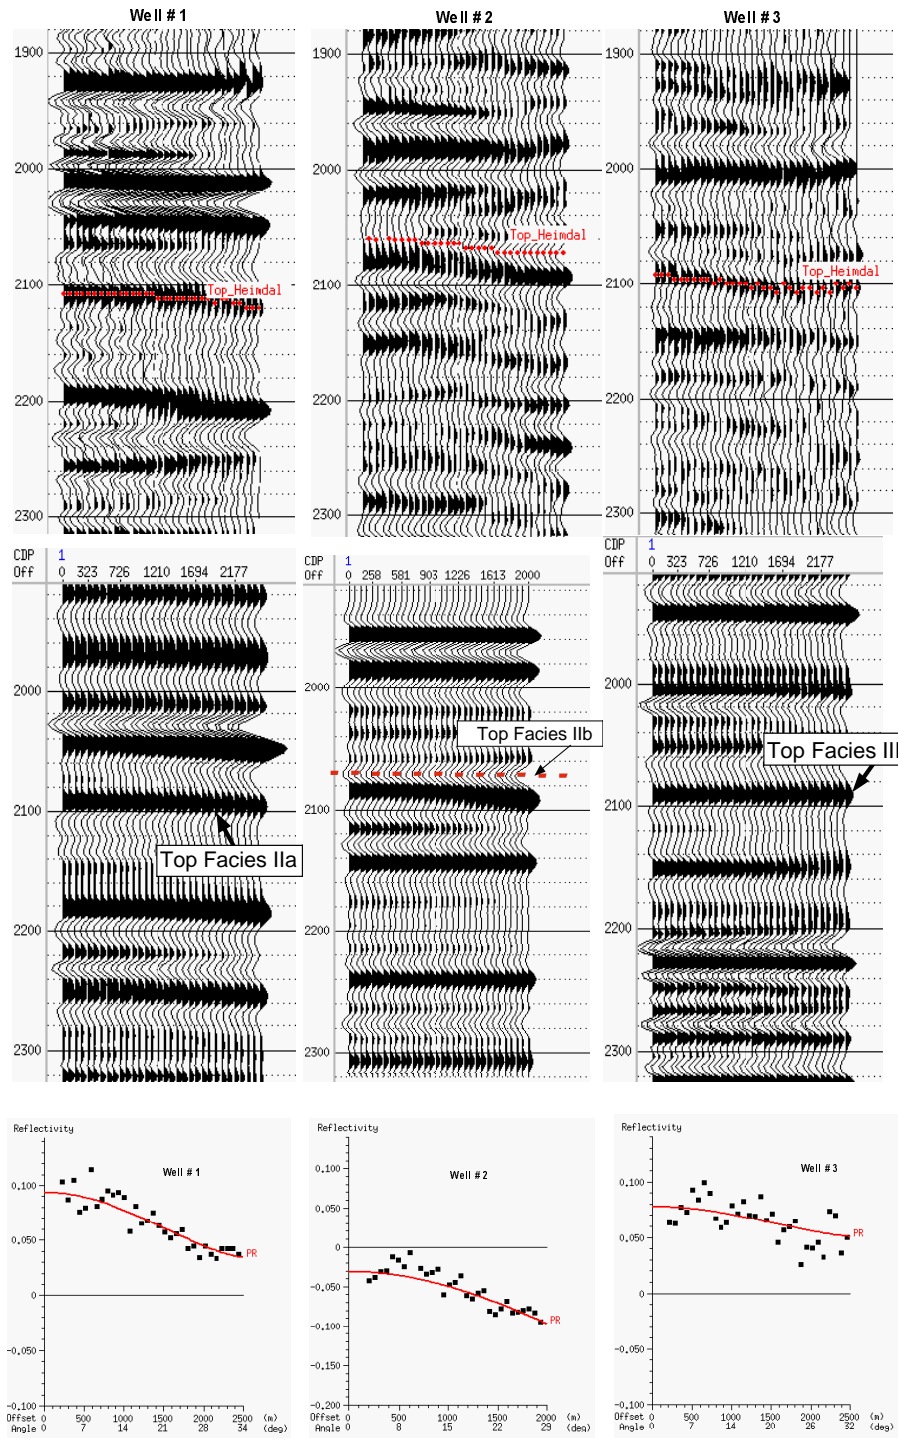 Well # 1
Well # 2
Well # 3
1900
2000
2100
2200
2300
Top_Heimdal
1900
2000
2100
2200
2300
Top_Heimdal
1900
2000
2100
2200
2300
Top_Heimdal
CDP 1
Off 0 323 726 1210 1694 2177
2000
2100
2200
2300
Top Facies IIa
1
Off 0 258 581 903 1226 1613 2000
2000
2100
2200
2300
Top Facies IIb
CDP 1
Off 0 323 726 1210 1694 2177
2000
2100
2200
2300
Top Facies III
Reflectivity
Well # 1
0.100
0.050
0
-0.050
-0.100
PR
Offset 0 500 1000 1500 2000 2500 (m)
Angle 0 7 14 21 28 34 (deg)
Reflectivity
Well # 2
0.100
0.050
0
-0.050
-0.100
-0.150
-0.200
PR
Offset 0 500 1000 1500 2000 (m)
Angle 0 8 15 22 29 (deg)
Reflectivity
Well # 3
0.100
0.050
0
-0.050
-0.100
PR
Offset 0 500 1000 1500 2000 2500 (m)
Angle 0 7 14 20 26 32 (deg)